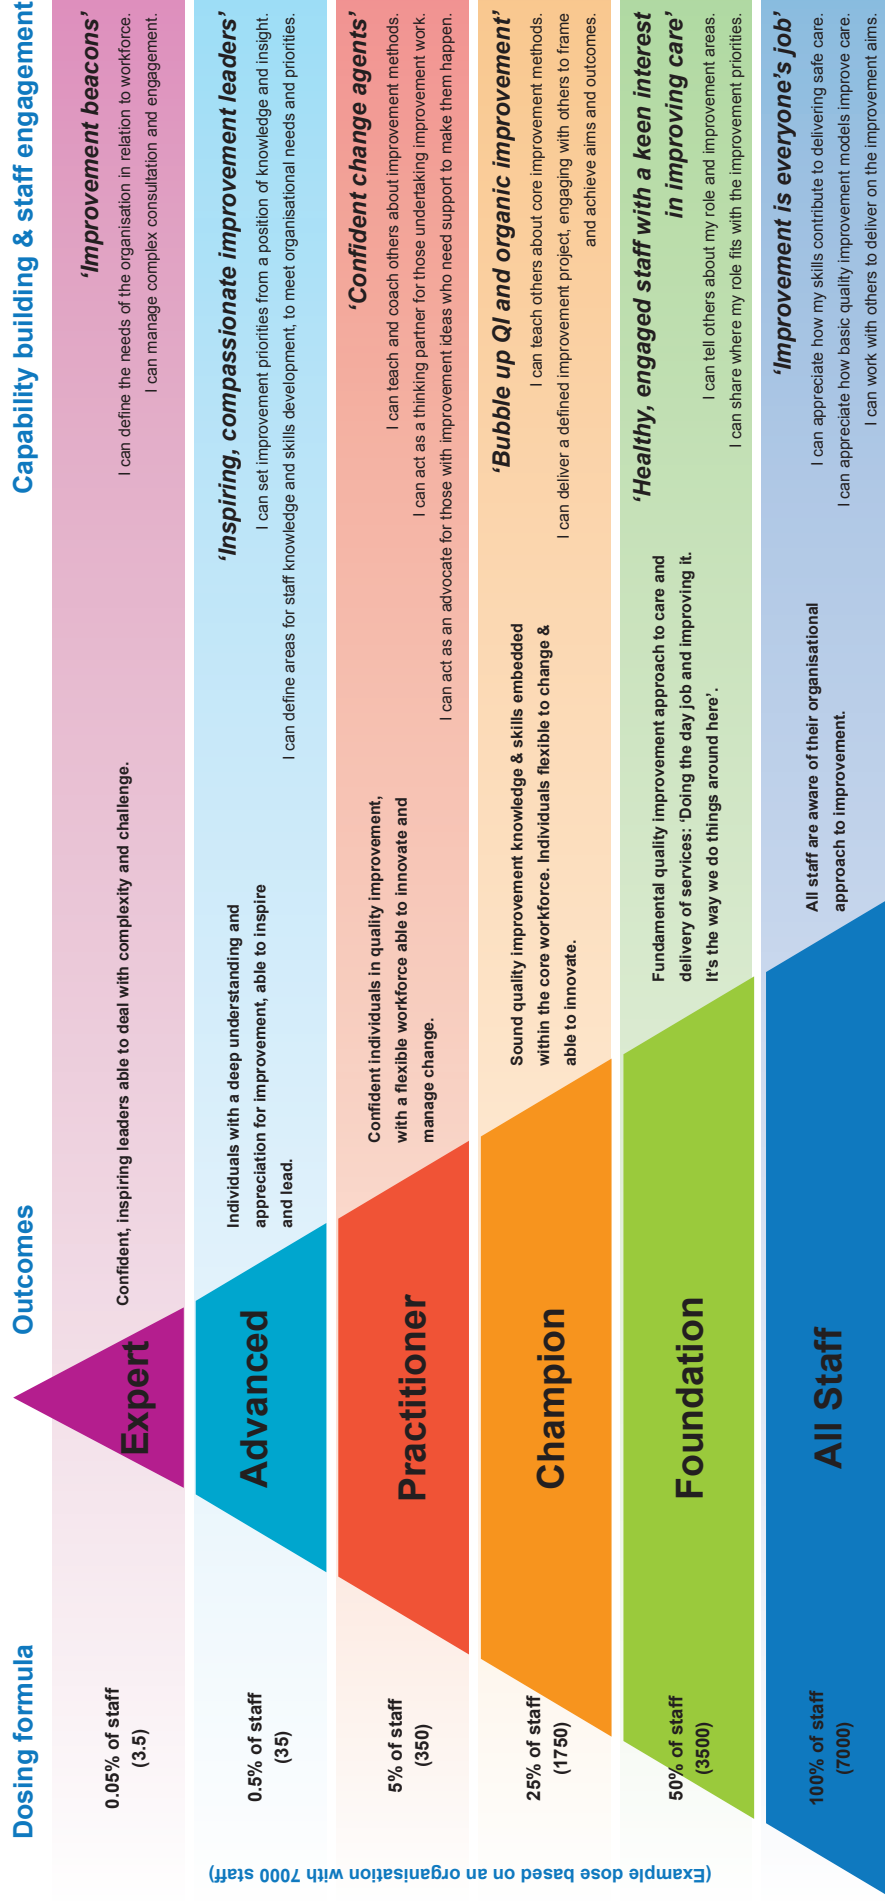 Dosing formula
Outcomes
Capability building & staff engagement
(Example dose based on an organisation with 7000 staff)
0.05% of staff
(3.5)
Expert
Confident, inspiring leaders able to deal with complexity and challenge.
‘Improvement beacons’
I can define the needs of the organisation in relation to workforce.
I can manage complex consultation and engagement.
0.5% of staff
(35)
Advanced
Individuals with a deep understanding and
appreciation for improvement, able to inspire
and lead.
‘Inspiring, compassionate improvement leaders’
I can set improvement priorities from a position of knowledge and insight.
I can define areas for staff knowledge and skills development, to meet organisational needs and priorities.
5% of staff
(350)
Practitioner
Confident individuals in quality improvement,
with a flexible workforce able to innovate and
manage change.
‘Confident change agents’
I can teach and coach others about improvement methods.
I can act as a thinking partner for those undertaking improvement work.
I can act as an advocate for those with improvement ideas who need support to make them happen.
25% of staff
(1750)
Champion
Sound quality improvement knowledge & skills embedded
within the core workforce. Individuals flexible to change &
able to innovate.
‘Bubble up QI and organic improvement’
I can teach others about core improvement methods.
I can deliver a defined improvement project, engaging with others to frame
and achieve aims and outcomes.
50% of staff
(3500)
Foundation
Fundamental quality improvement approach to care and
delivery of services: ‘Doing the day job and improving it.
It’s the way we do things around here’.
‘Healthy, engaged staff with a keen interest
in improving care’
I can tell others about my role and improvement areas.
I can share where my role fits with the improvement priorities.
100% of staff
(7000)
All Staff
All staff are aware of their organisational
approach to improvement.
‘Improvement is everyone’s job’
I can appreciate how my skills contribute to delivering safe care.
I can appreciate how basic quality improvement models improve care.
I can work with others to deliver on the improvement aims.